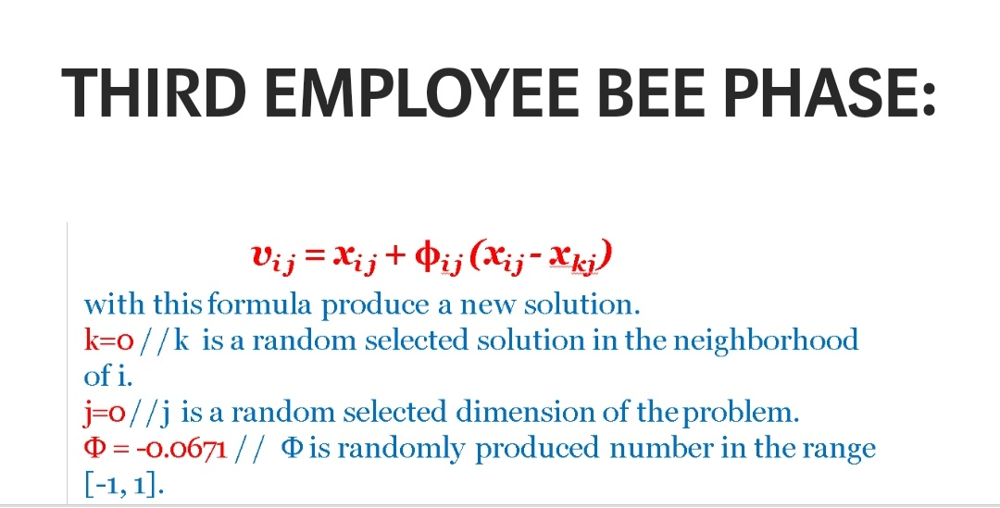 THIRD EMPLOYEE BEE PHASE:
v_{ij} = x_{ij} + ϕ_{ij} (x_{ij} - x_{kj})
with this formula produce a new solution.
k=0 //k is a random selected solution in the neighborhood
of i.
j=0//j is a random selected dimension of the problem.
Φ = -0.0671 // Φ is randomly produced number in the range
[-1, 1].